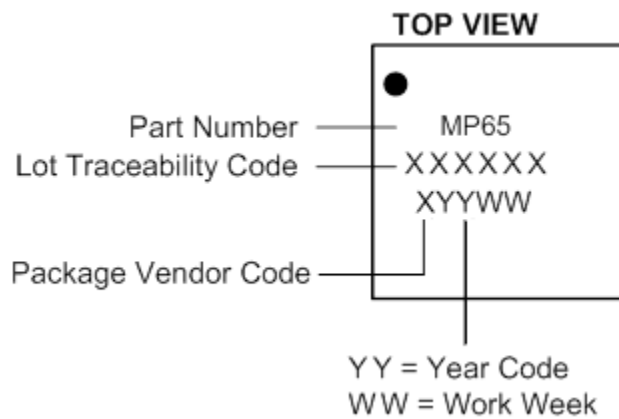 TOP VIEW
Part Number
MP65
Lot Traceability Code
XXXXXX
XYYWW
Package Vendor Code
YY = Year Code
WW = Work Week